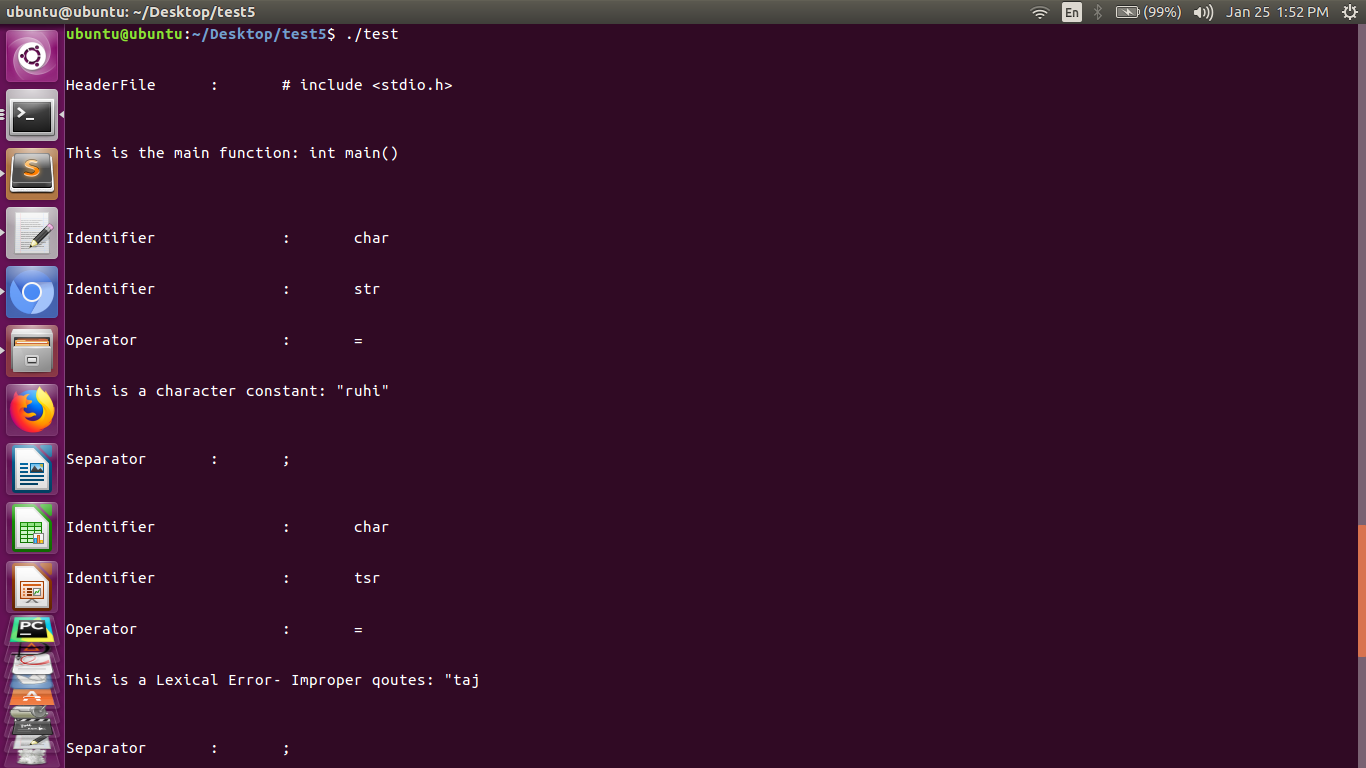 ubuntu@ubuntu: ~/Desktop/test5 En (99%) Jan 25 1:52 PM
ubuntu@ubuntu:~/Desktop/test5$ ./test
HeaderFile : # include <stdio.h>
This is the main function: int main()
Identifier : char
Identifier : str
Operator : =
This is a character constant: "ruhi"
Separator : ;
Identifier : char
Identifier : tsr
Operator : =
This is a Lexical Error- Improper qoutes: "taj
Separator : ;
S
PC